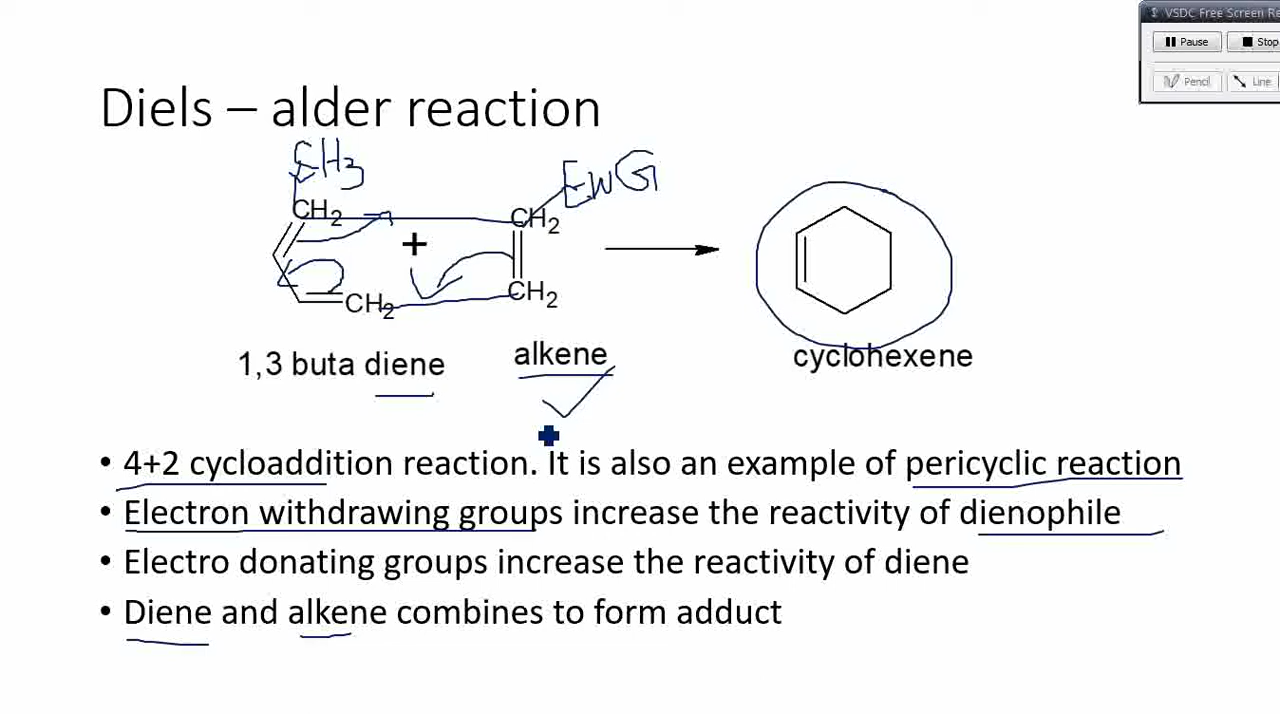 VSDC Free Screen Re
Pause
Stop
Pencil
Line:
Diels – alder reaction
CH3
EWG
CH2
CH2
+
CH2
CH2
1,3 buta diene
alkene
cyclohexene
• 4+2 cycloaddition reaction. It is also an example of pericyclic reaction
• Electron withdrawing groups increase the reactivity of dienophile
• Electro donating groups increase the reactivity of diene
• Diene and alkene combines to form adduct